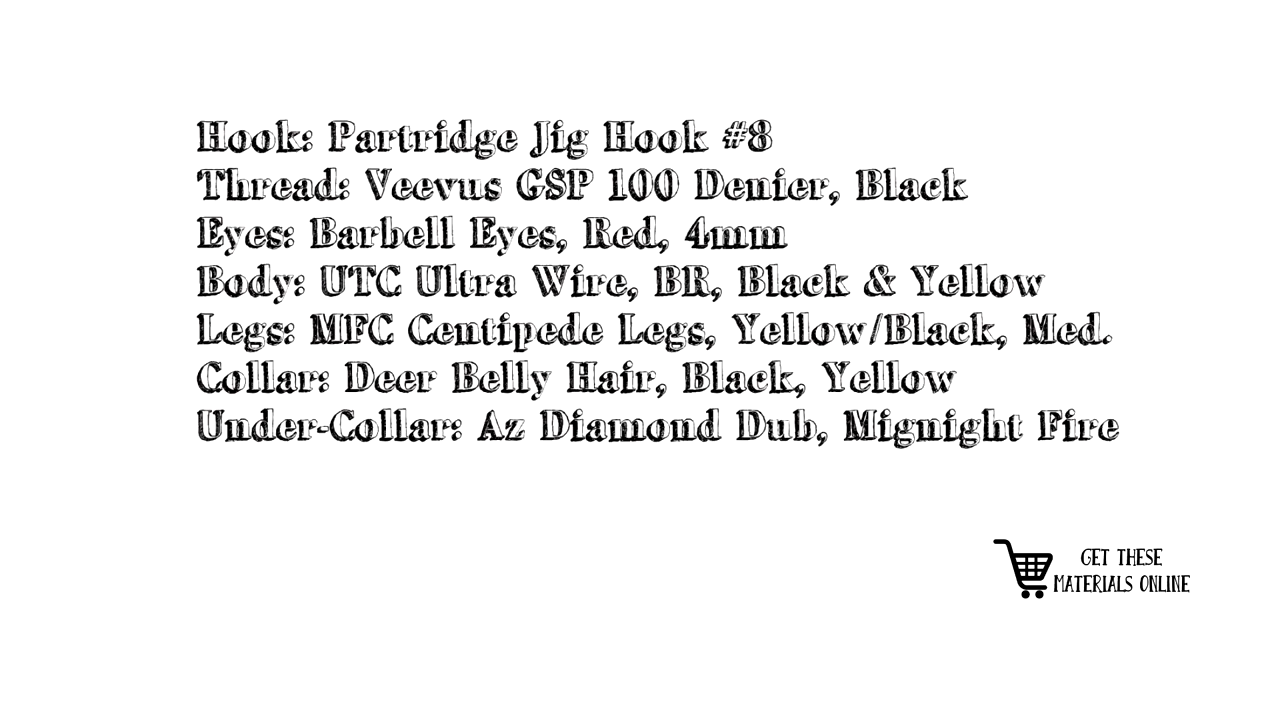 Hook: Partridge Jig Hook #8
Thread: Veevus GSP 100 Denier, Black
Eyes: Barbell Eyes, Red, 4mm
Body: UTC Ultra Wire, BR, Black & Yellow
Legs: MFC Centipede Legs, Yellow/Black, Med.
Collar: Deer Belly Hair, Black, Yellow
Under-Collar: Az Diamond Dub, Mignight Fire
GET THESE
MATERIALS ONLINE